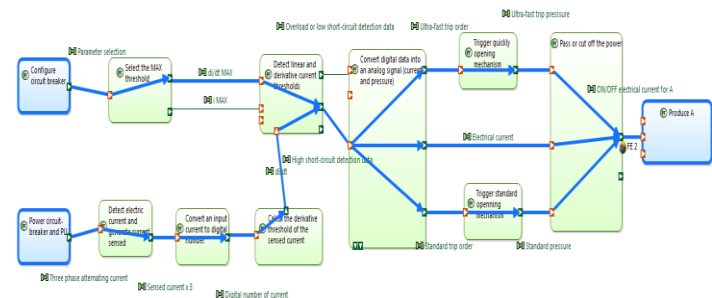 Ultra-fast trip presssure
Overload or low short-circuit detection data
Ultra-fast trip order
Parameter selection
Configure
circuit breaker
Select the MAX
threshold
di/dt MAX
i MAX
Detect linear and
derivative current
thresholds
Convert digital data into
an analog signal (current
and pressure)
Trigger quickly
opening
mechanism
Pass or cut off the power
ON/OFF electrical current for A
Produce A
FE 2
Electrical current
High short-circuit detection data
di/dt
Power circuit-
breaker and PU
Detect electric
current and
generate current
sensed
Convert an input
current to digital
number
Calcul the derivative
threshold of the
sensed current
Trigger standard
openning
mechanism
Standard trip order
Standard pressure
Three phase alternating current
Sensed current x 3
Digital number of current